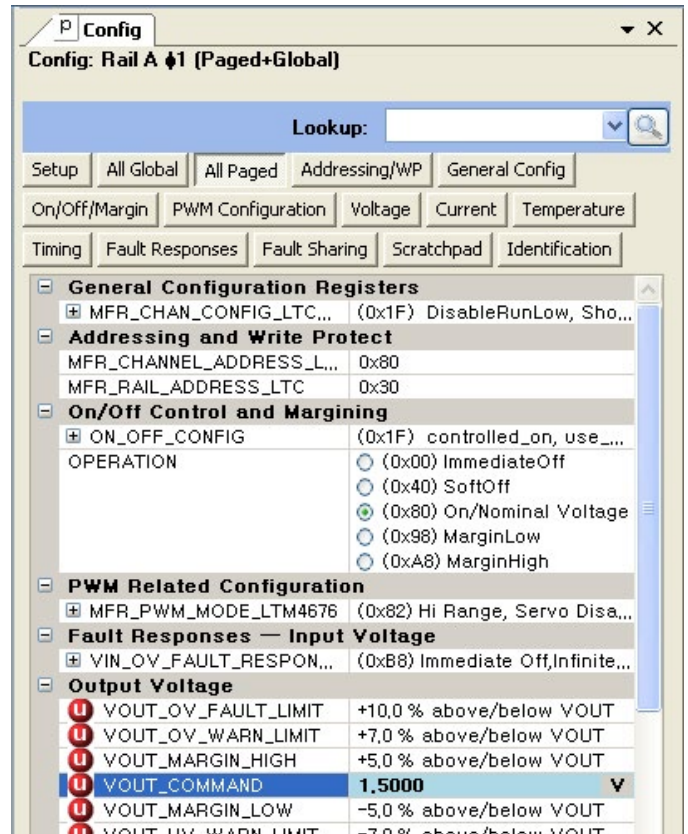 P Config
Config: Rail A ϕ1 (Paged+Global)
Lookup:
Setup All Global All Paged Addressing/WP General Config
On/Off/Margin PWM Configuration Voltage Current Temperature
Timing Fault Responses Fault Sharing Scratchpad Identification
General Configuration Registers
MFR_CHAN_CONFIG_LTC,,, (0x1F) DisableRunLow, Sho,,,
Addressing and Write Protect
MFR_CHANNEL_ADDRESS_L,,, 0x80
MFR_RAIL_ADDRESS_LTC 0x30
On/Off Control and Margining
ON_OFF_CONFIG (0x1F) controlled_on, use_,,,
OPERATION (0x00) ImmediateOff
(0x40) SoftOff
(0x80) On/Nominal Voltage
(0x98) MarginLow
(0xA8) MarginHigh
PWM Related Configuration
MFR_PWM_MODE_LTM4676 (0x82) Hi Range, Servo Disa,,,
Fault Responses — Input Voltage
VIN_OV_FAULT_RESPON,,, (0xB8) Immediate Off,Infinite,,,
Output Voltage
u VOUT_OV_FAULT_LIMIT +10,0 % above/below VOUT
u VOUT_OV_WARN_LIMIT +7,0 % above/below VOUT
u VOUT_MARGIN_HIGH +5,0 % above/below VOUT
u VOUT_COMMAND 1,5000 V
u VOUT_MARGIN_LOW -5,0 % above/below VOUT
u VOUT_UV_WARN_LIMIT -7,0 % above/below VOUT